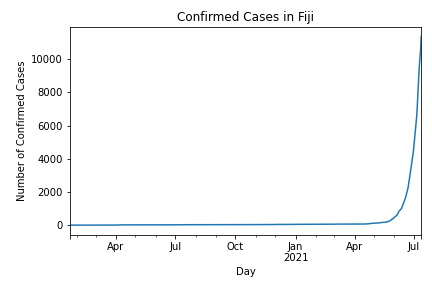 Confirmed Cases in Fiji
Number of Confirmed Cases
10000
8000
6000
4000
2000
0
Apr Jul Oct Jan Apr Jul
2021
Day